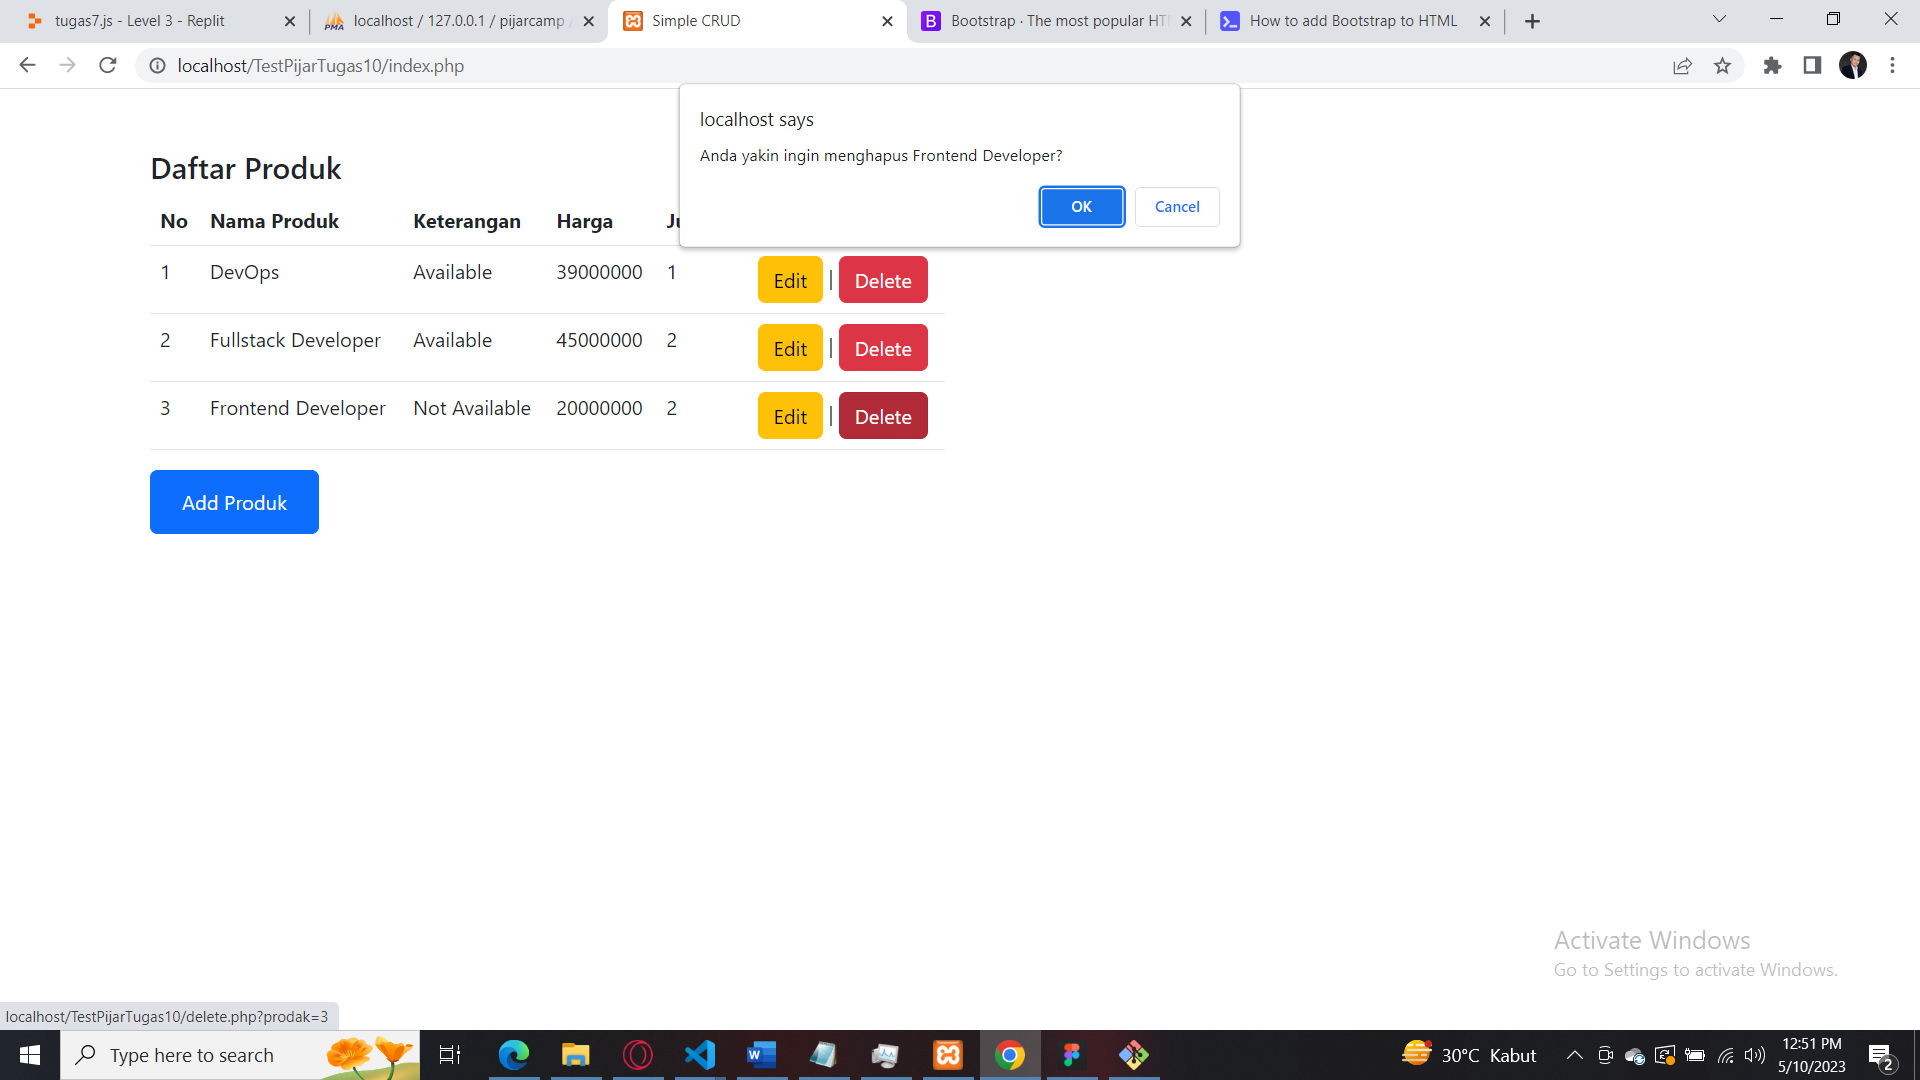 tugas7.js - Level 3 - Replit
localhost / 127.0.0.1 / pijarcamp /
Simple CRUD
Bootstrap · The most popular HT
How to add Bootstrap to HTML
localhost/TestPijarTugas10/index.php
localhost says
Anda yakin ingin menghapus Frontend Developer?
OK Cancel
Daftar Produk
No Nama Produk Keterangan Harga
1 DevOps Available 39000000 1 Edit | Delete
2 Fullstack Developer Available 45000000 2 Edit | Delete
3 Frontend Developer Not Available 20000000 2 Edit | Delete
Add Produk
Activate Windows
Go to Settings to activate Windows.
localhost/TestPijarTugas10/delete.php?prodak=3
Type here to search
30°C Kabut
12:51 PM
5/10/2023
2